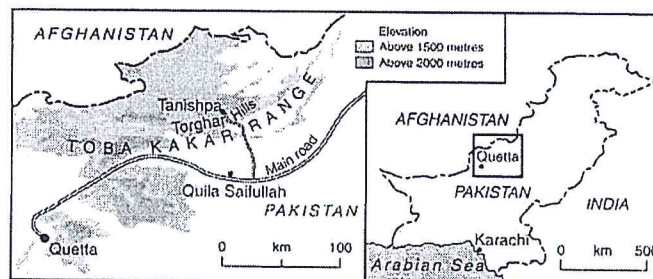 AFGHANISTAN
Elevation
Above 1500 metres
Above 2000 metres
Tanishpa
Torghar Hills
TOBA KAKAR RANGE
Main road
Quila Saifullah
PAKISTAN
Quetta
0 km 100
AFGHANISTAN
Quetta
PAKISTAN
INDIA
Karachi
Arabian Sea
0 km 500